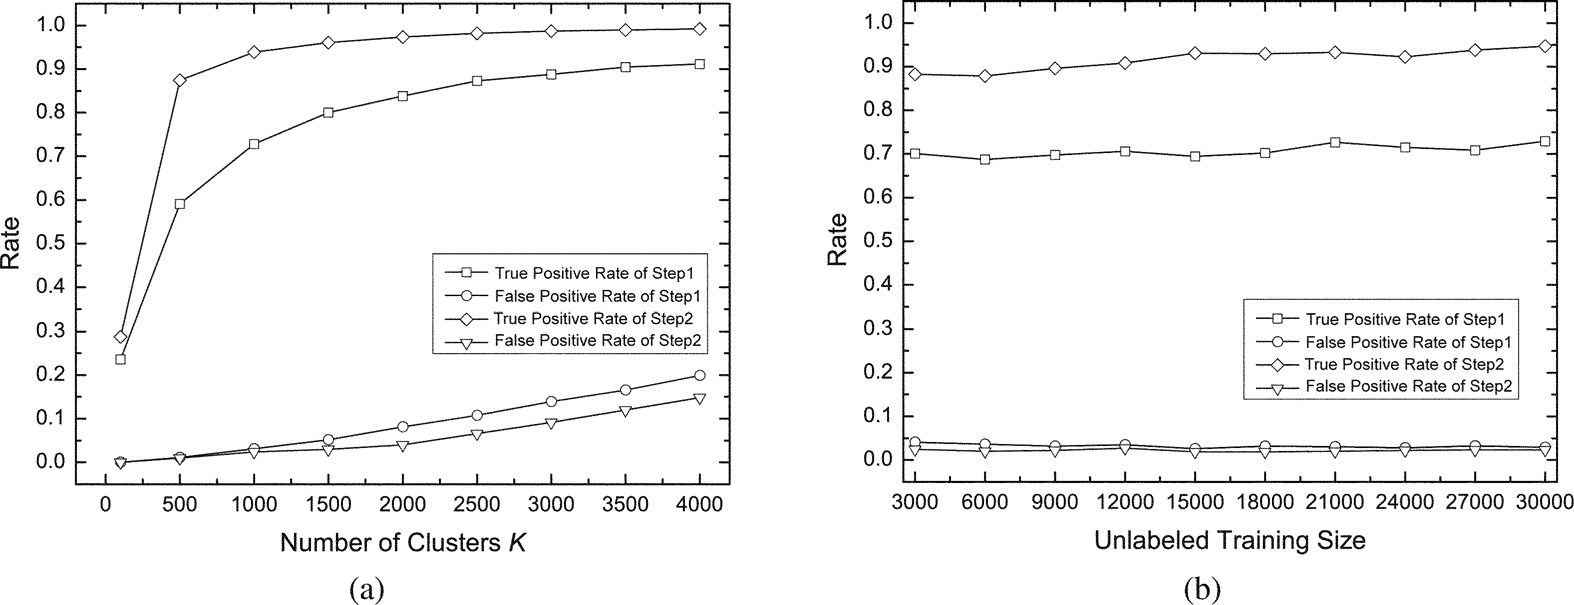 1.0
0.9
0.8
0.7
0.6
0.5
0.4
0.3
0.2
0.1
0.0
Rate
True Positive Rate of Step1
False Positive Rate of Step1
True Positive Rate of Step2
False Positive Rate of Step2
0 500 1000 1500 2000 2500 3000 3500 4000
Number of Clusters K
(a)
1.0
0.9
0.8
0.7
0.6
0.5
0.4
0.3
0.2
0.1
0.0
Rate
True Positive Rate of Step1
False Positive Rate of Step1
True Positive Rate of Step2
False Positive Rate of Step2
3000 6000 9000 12000 15000 18000 21000 24000 27000 30000
Unlabeled Training Size
(b)